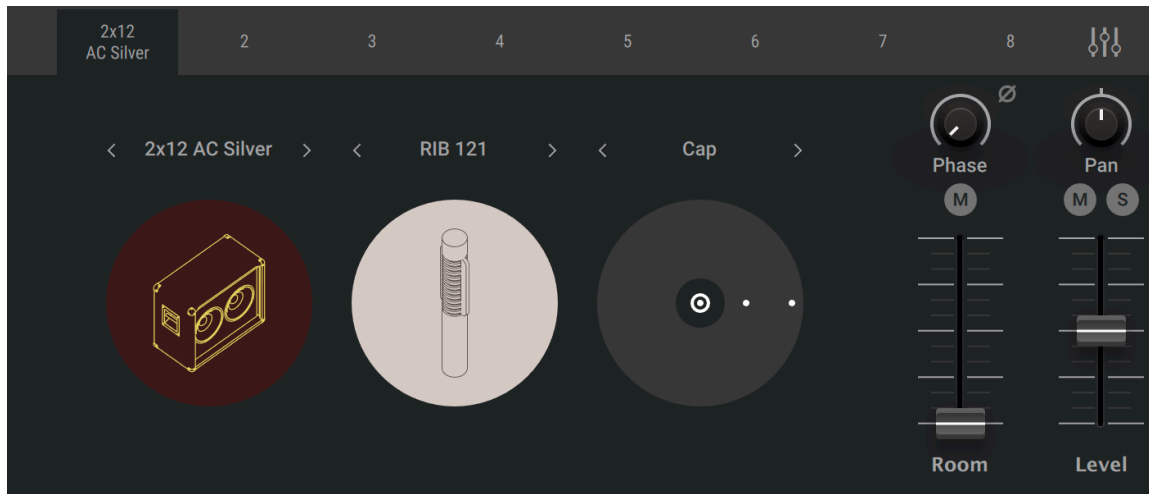 2x12
AC Silver
2
3
4
5
6
7
8
2x12 AC Silver
RIB 121
Cap
Phase
Pan
M
M
S
Room
Level